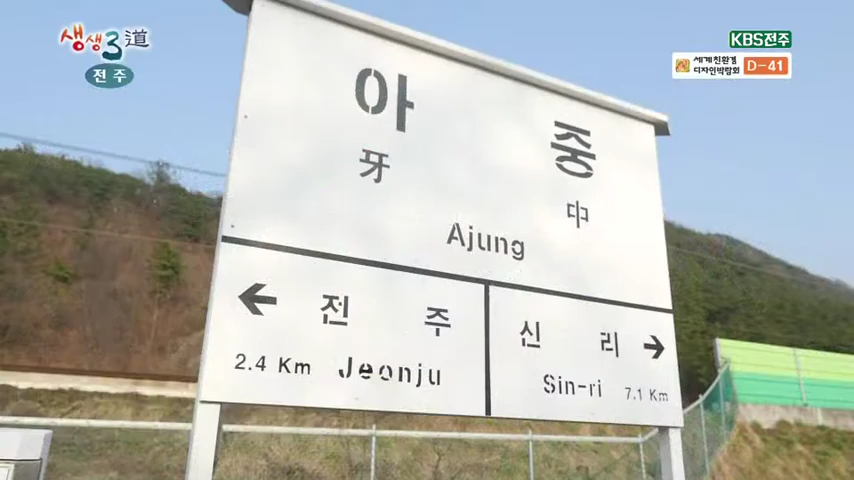 생생3道
전주
KBS전주
세계친환경
디자인박람회
D-41
아중
牙中
Ajung
← 전주
2.4 Km Jeonju
신리 →
Sin-ri 7.1 Km